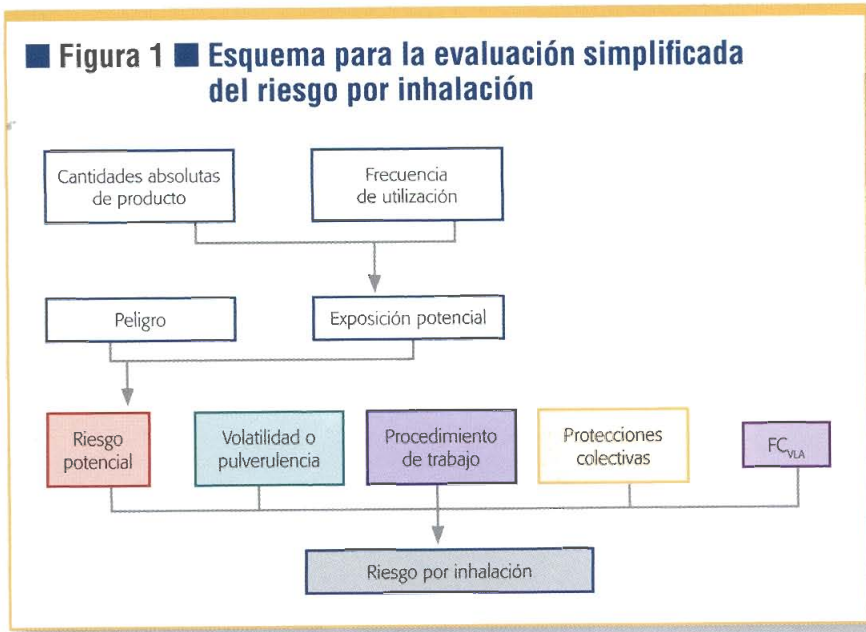 ■ Figura 1 ■ Esquema para la evaluación simplificada
del riesgo por inhalación
Cantidades absolutas
de producto
Frecuencia
de utilización
Peligro
Exposición potencial
Riesgo
potencial
Volatilidad o
pulverulencia
Procedimiento
de trabajo
Protecciones
colectivas
FC_VLA
Riesgo por inhalación